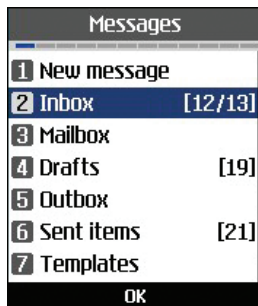 Messages
1 New message
2 Inbox [12/13]
3 Mailbox
4 Drafts [19]
5 Outbox
6 Sent items [21]
7 Templates
OK